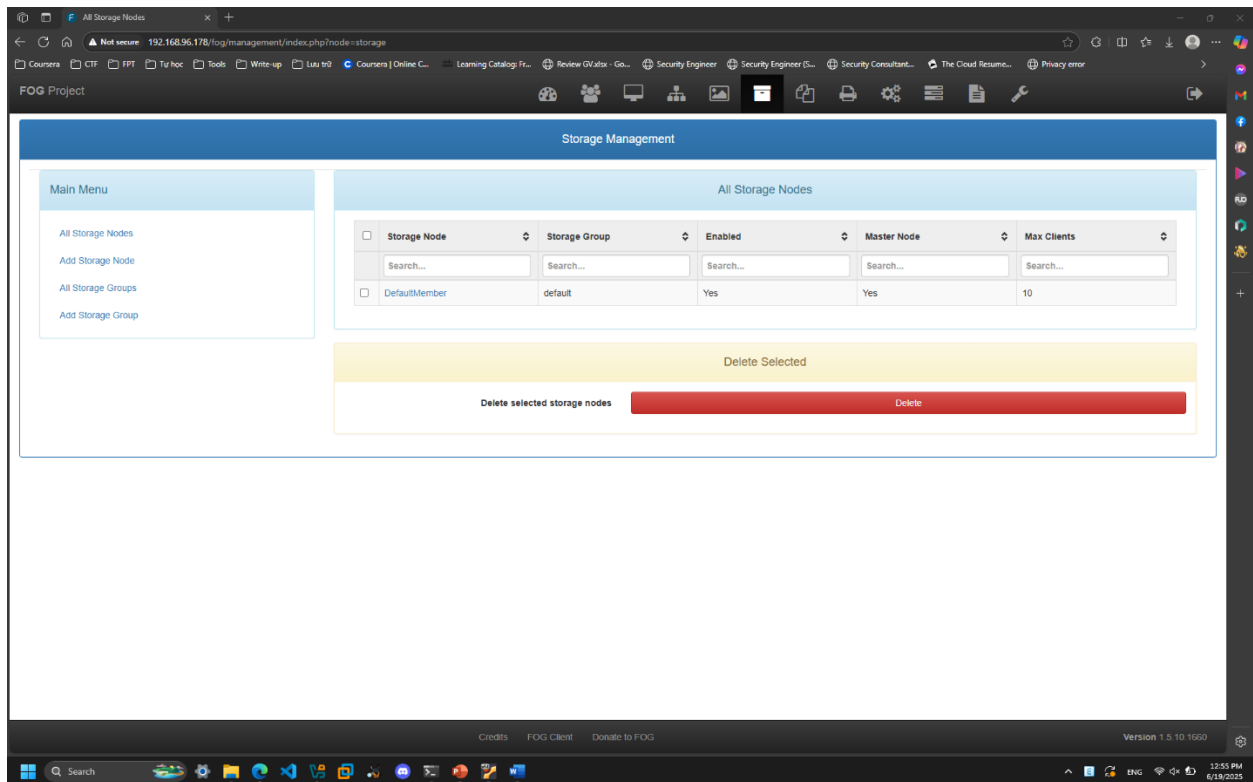 All Storage Nodes
Not secure 192.168.96.178/fog/management/index.php?node=storage
Coursera CTF FPT Tự học Tools Write-up Lưu trữ Coursera | Online C... Learning Catalog: Fr... Review GV.xlsx - Go... Security Engineer Security Engineer (S... Security Consultant... The Cloud Resume... Privacy error
FOG Project
Storage Management
Main Menu
All Storage Nodes
Add Storage Node
All Storage Groups
Add Storage Group
All Storage Nodes
Storage Node Storage Group Enabled Master Node Max Clients
Search... Search... Search... Search... Search...
DefaultMember default Yes Yes 10
Delete Selected
Delete selected storage nodes Delete
Credits FOG Client Donate to FOG Version 1.5.10.1660
Search ENG 12:55 PM
6/19/2025